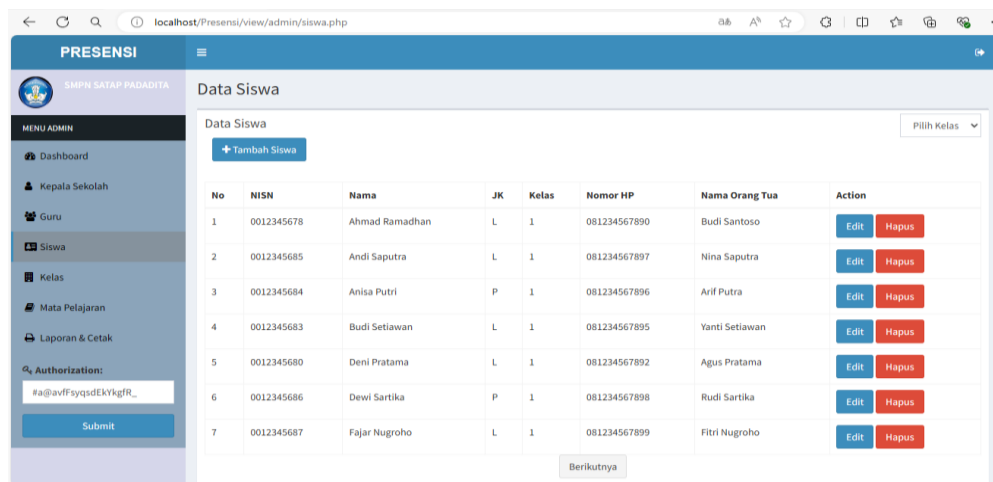 localhost/Presensi/view/admin/siswa.php
PRESENSI
SMPN SATAP PADADITA
MENU ADMIN
Dashboard
Kepala Sekolah
Guru
Siswa
Kelas
Mata Pelajaran
Laporan & Cetak
Authorization:
#a@avfFsyqsdEkYkgfR_
Submit
Data Siswa
Data Siswa
Pilih Kelas
+Tambah Siswa
No NISN Nama JK Kelas Nomor HP Nama Orang Tua Action
1 0012345678 Ahmad Ramadhan L 1 081234567890 Budi Santoso Edit Hapus
2 0012345685 Andi Saputra L 1 081234567897 Nina Saputra Edit Hapus
3 0012345684 Anisa Putri P 1 081234567896 Arif Putra Edit Hapus
4 0012345683 Budi Setiawan L 1 081234567895 Yanti Setiawan Edit Hapus
5 0012345680 Deni Pratama L 1 081234567892 Agus Pratama Edit Hapus
6 0012345686 Dewi Sartika P 1 081234567898 Rudi Sartika Edit Hapus
7 0012345687 Fajar Nugroho L 1 081234567899 Fitri Nugroho Edit Hapus
Berikutnya